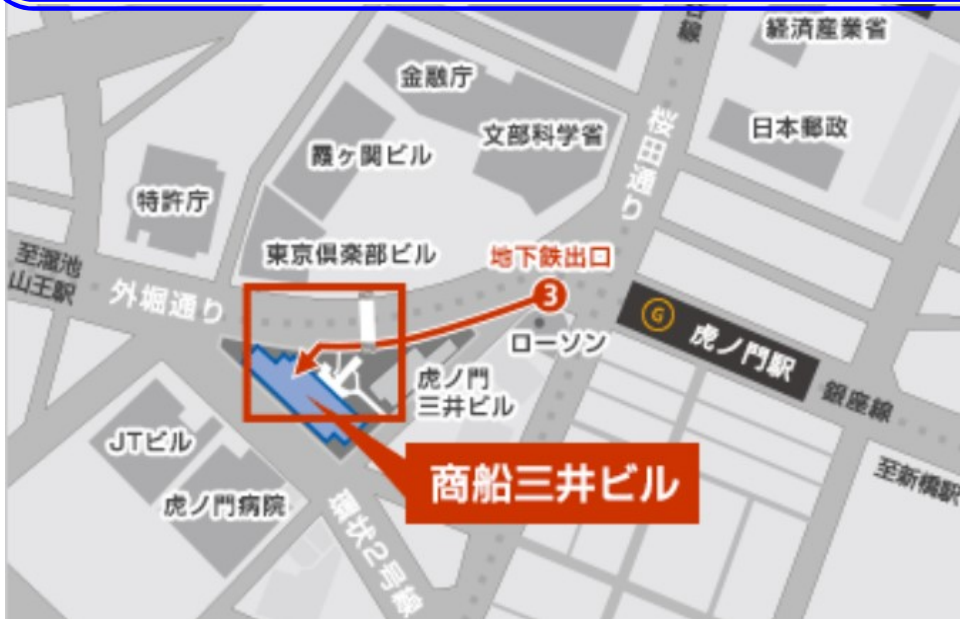 経済産業省
金融庁
文部科学省
日本郵政
桜田通り
霞ヶ関ビル
特許庁
東京倶楽部ビル
地下鉄出口
3
至溜池
山王駅
外堀通り
ローソン
G
虎ノ門駅
虎ノ門
三井ビル
銀座線
JTビル
商船三井ビル
至新橋駅
虎ノ門病院
環状2号線